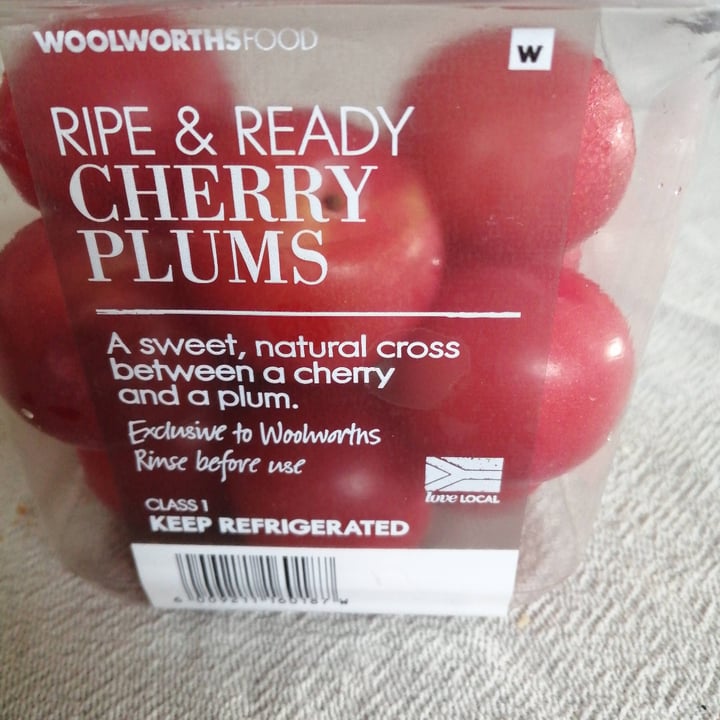 WOOLWORTHSFOOD
W
RIPE & READY
CHERRY
PLUMS
A sweet, natural cross
between a cherry
and a plum.
Exclusive to Woolworths
Rinse before use
love LOCAL
CLASS 1
KEEP REFRIGERATED